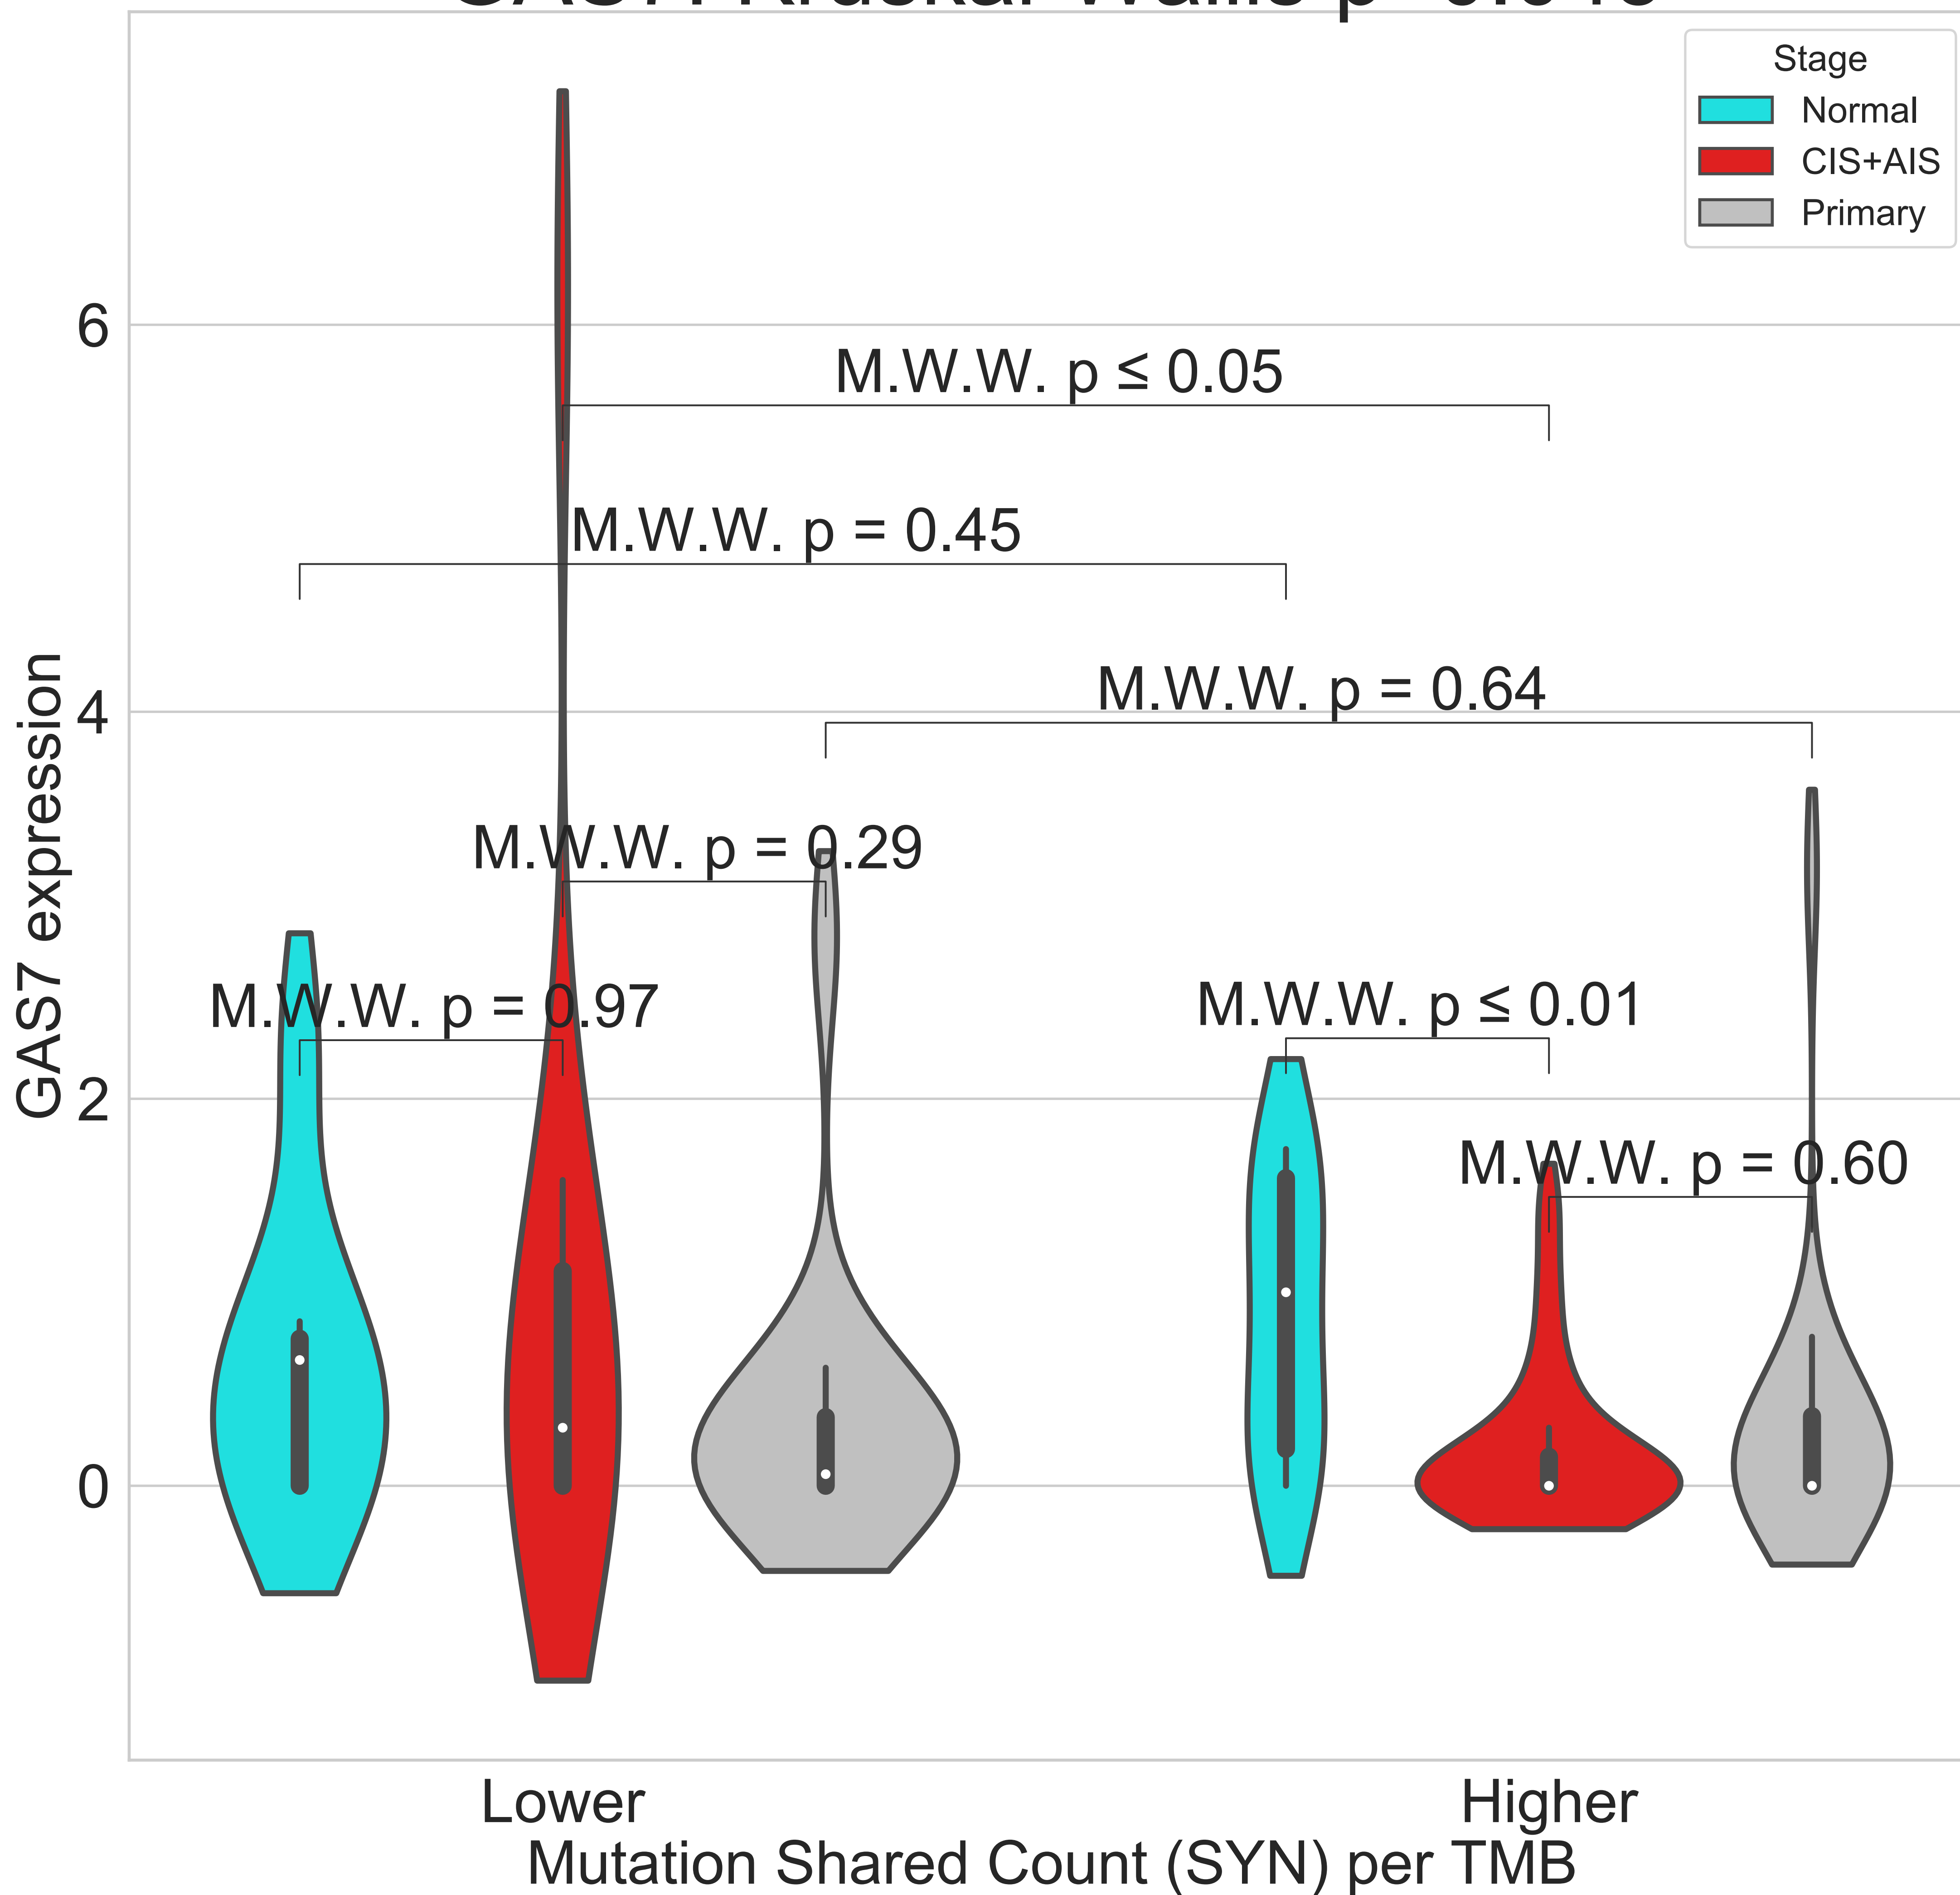 Stage
Normal
CIS+AIS
Primary
6
M.W.W. p ≤ 0.05
M.W.W. p = 0.45
4
M.W.W. p = 0.64
M.W.W. p = 0.29
M.W.W. p = 0.97
M.W.W. p ≤ 0.01
2
M.W.W. p = 0.60
0
GAS7 expression
Lower
Higher
Mutation Shared Count (SYN) per TMB